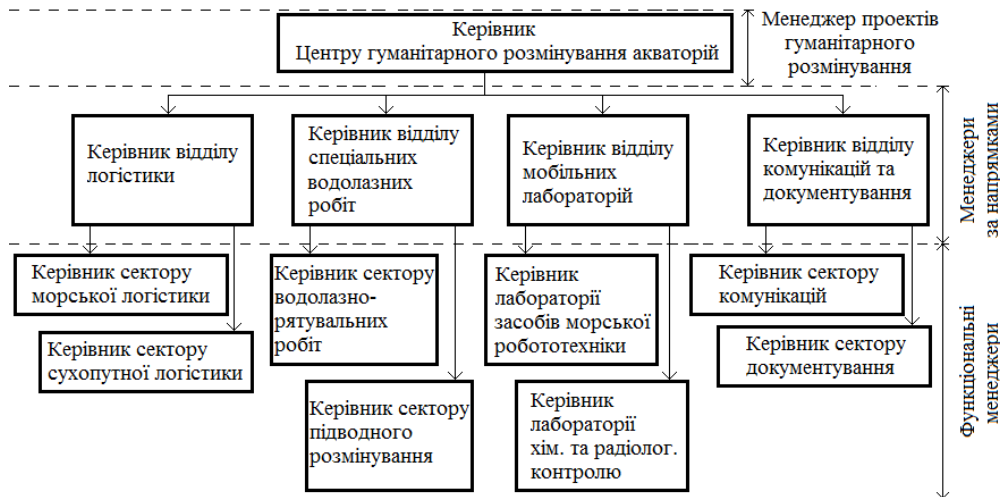 Керівник
Центру гуманітарного розмінування акваторій
Менеджер проектів
гуманітарного
розмінування
Керівник відділу
логістики
Керівник відділу
спеціальних
водолазних
робіт
Керівник відділу
мобільних
лабораторій
Керівник відділу
комунікацій та
документування
Менеджери
за напрямками
Керівник сектору
морської логістики
Керівник сектору
сухопутної логістики
Керівник сектору
водолазно-
рятувальних
робіт
Керівник сектору
підводного
розмінування
Керівник
лабораторії
засобів морської
робототехніки
Керівник
лабораторії
хім. та радіолог.
контролю
Керівник сектору
комунікацій
Керівник сектору
документування
Функціональні
менеджери